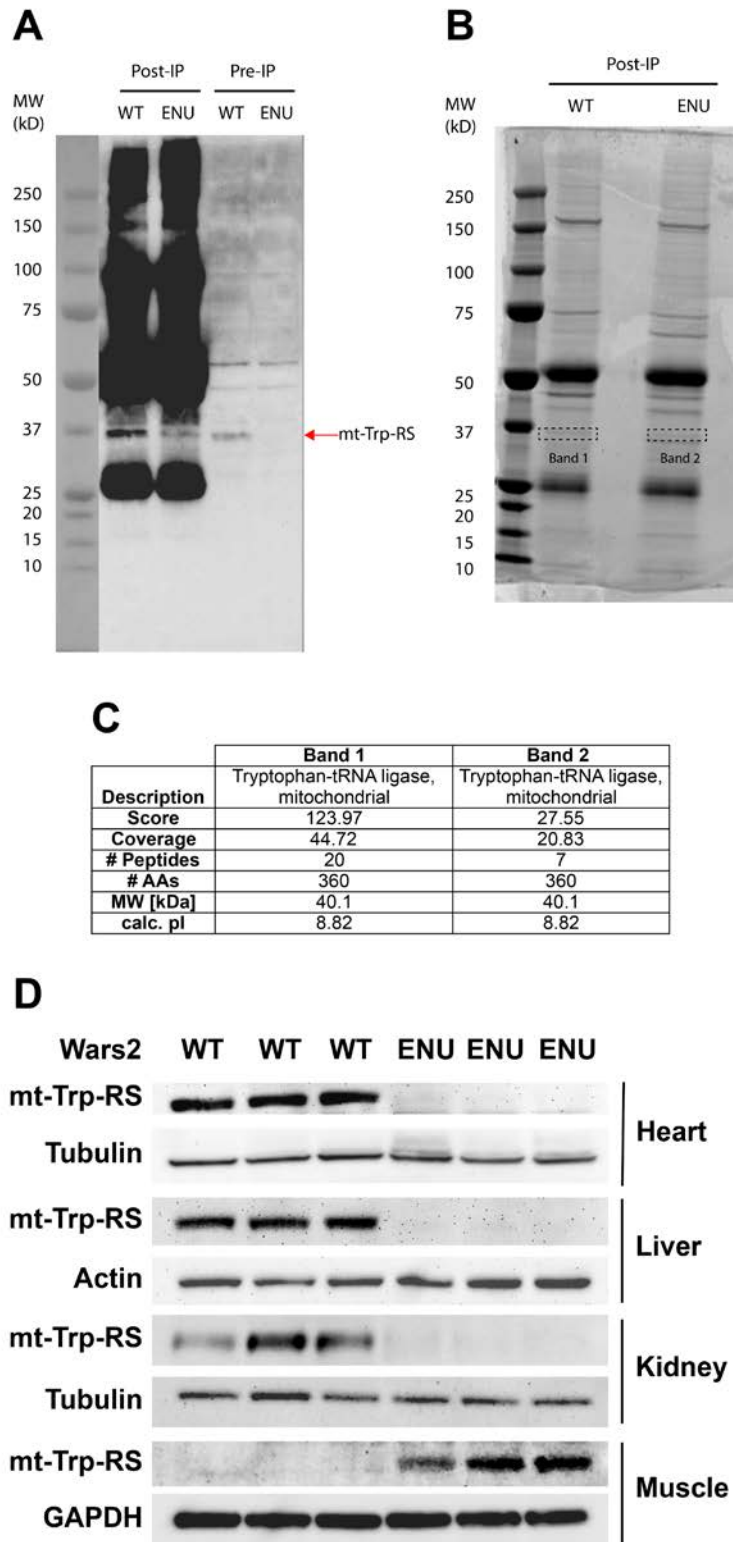 A
Post-IP Pre-IP
MW
(kD)
WT ENU WT ENU
250
150
100
75
50
37
25
20
15
10
mt-Trp-RS
B
Post-IP
MW
(kD)
WT ENU
250
150
100
75
50
37
25
20
15
10
Band 1 Band 2
C
Band 1 Band 2
Description Tryptophan-tRNA ligase, mitochondrial Tryptophan-tRNA ligase, mitochondrial
Score 123.97 27.55
Coverage 44.72 20.83
# Peptides 20 7
# AAs 360 360
MW [kDa] 40.1 40.1
calc. pI 8.82 8.82
D
Wars2 WT WT WT ENU ENU ENU
mt-Trp-RS
Tubulin
Heart
mt-Trp-RS
Actin
Liver
mt-Trp-RS
Tubulin
Kidney
mt-Trp-RS
GAPDH
Muscle